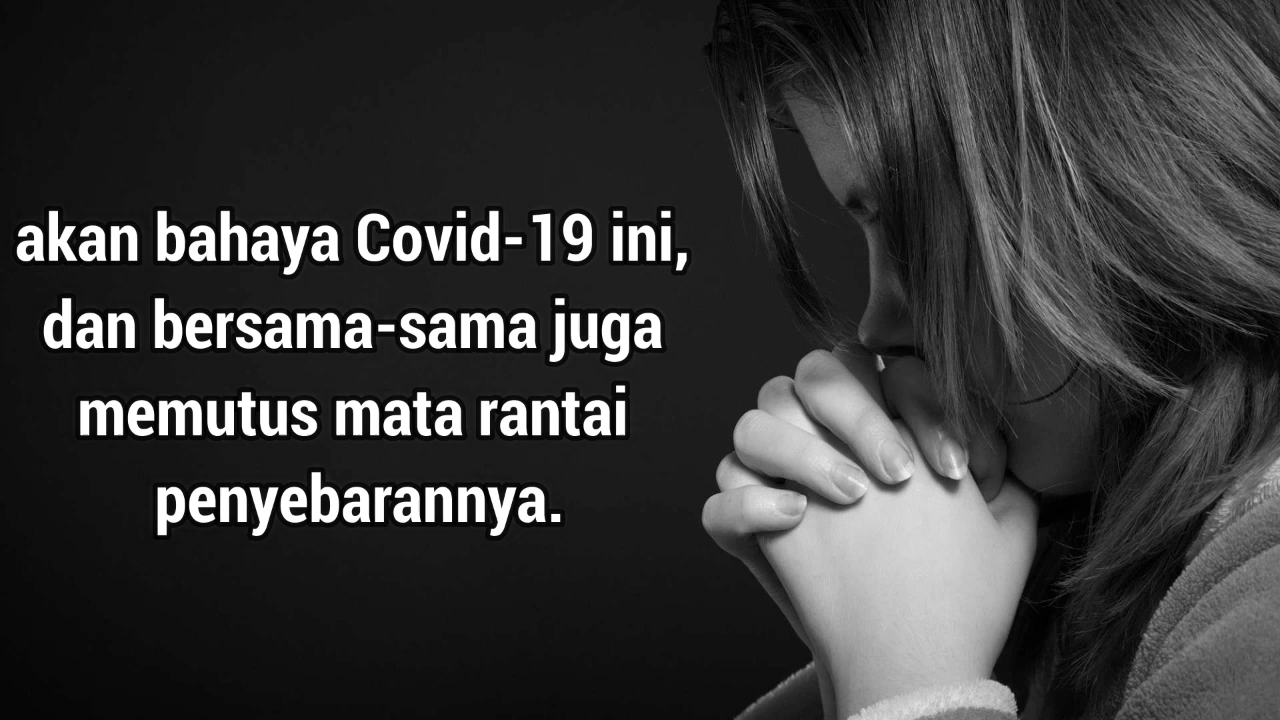 akan bahaya Covid-19 ini,
dan bersama-sama juga
memutus mata rantai
penyebarannya.